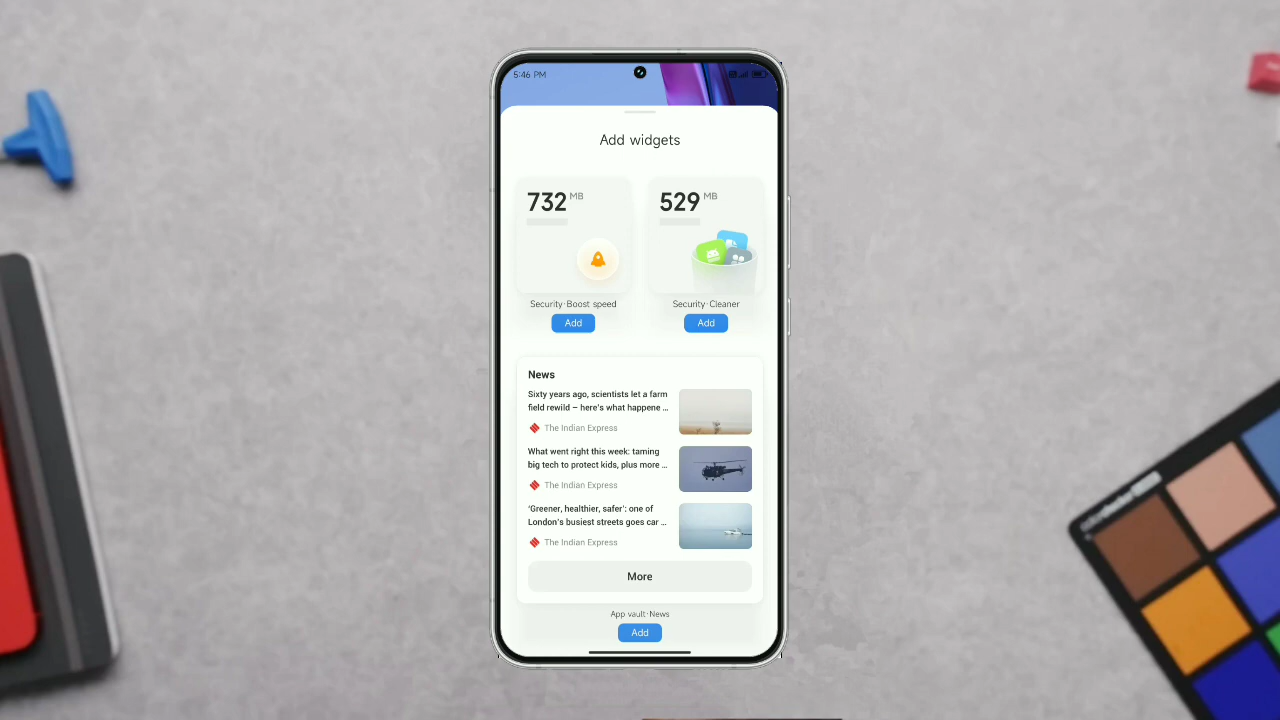 5:46 PM
Add widgets
732 MB
529 MB
Security·Boost speed
Security·Cleaner
Add
Add
News
Sixty years ago, scientists let a farm
field rewild – here's what happene ...
The Indian Express
What went right this week: taming
big tech to protect kids, plus more ...
The Indian Express
'Greener, healthier, safer': one of
London's busiest streets goes car ...
The Indian Express
More
App vault·News
Add